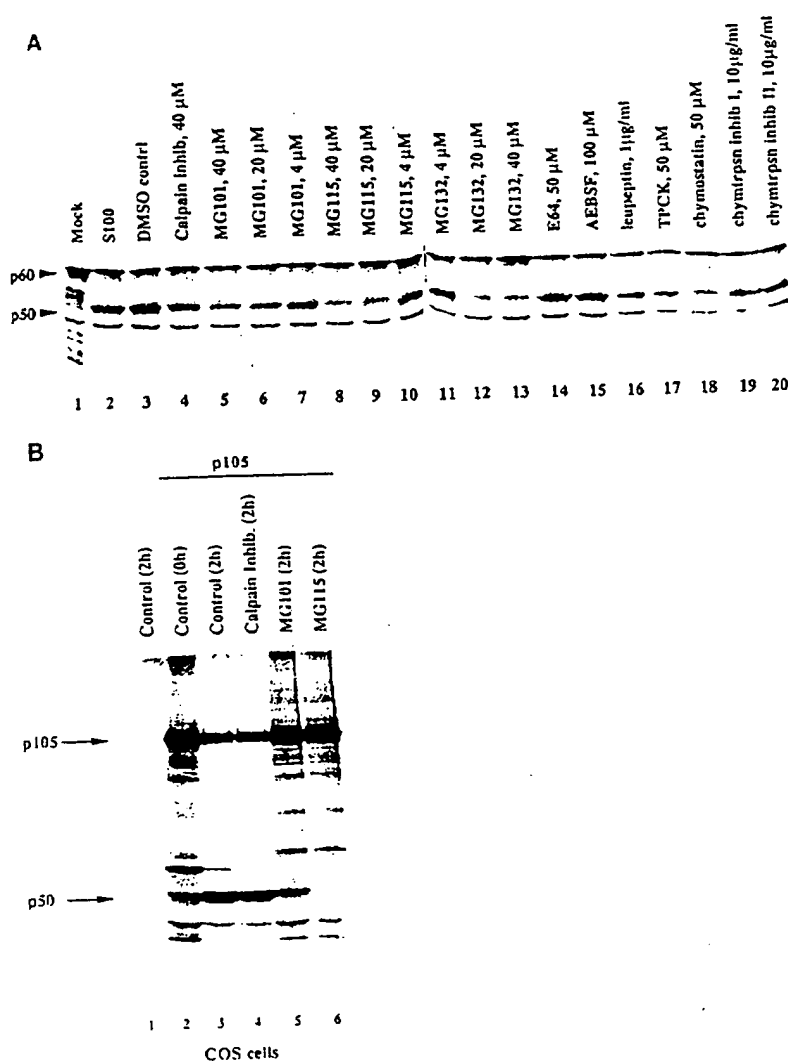 A
Mock
S100
DMSO contrl
Calpain Inhib, 40 µM
MG101, 40 µM
MG101, 20 µM
MG101, 4 µM
MG115, 40 µM
MG115, 20 µM
MG115, 4 µM
MG132, 4 µM
MG132, 20 µM
MG132, 40 µM
E64, 50 µM
AEBSF, 100 µM
leupeptin, 1µg/ml
TPCK, 50 µM
chymostatin, 50 µM
chymtrpsn inhib I, 10µg/ml
chymtrpsn inhib II, 10µg/ml
p60
p50
1 2 3 4 5 6 7 8 9 10 11 12 13 14 15 16 17 18 19 20
B
p105
Control (2h)
Control (0h)
Control (2h)
Calpain Inhib. (2h)
MG101 (2h)
MG115 (2h)
p105
p50
1 2 3 4 5 6
COS cells